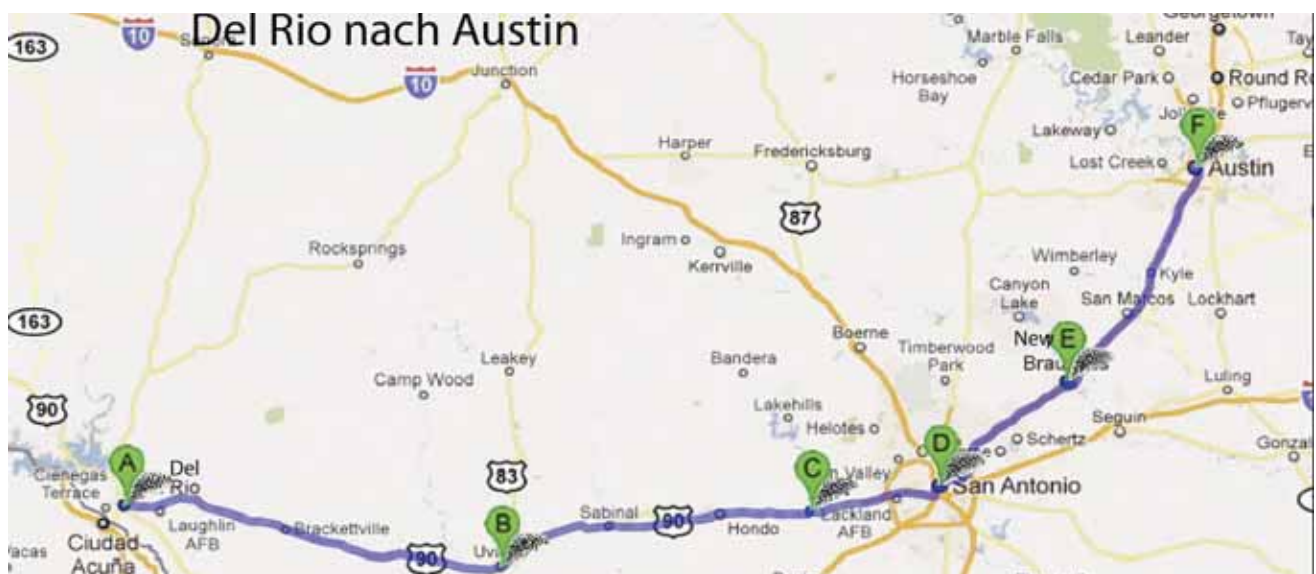 Del Rio nach Austin
163
10
10
Junction
Marble Falls
Leander
Georgetown
Horseshoe
Bay
Cedar Park
Round
Lakeway
F
Harper
Fredericksburg
Lost Creek
Austin
87
Rocksprings
Ingram
Kerrville
Wimberley
Kyle
Canyon
Lake
San Marcos
Lockhart
163
Boerne
Timberwood
Park
New
E
Leakey
Bandera
Camp Wood
Luling
90
Lakehills
Helotes
Seguin
Schertz
A
Del
Rio
Cienegas
Terrace
83
C
D
San Antonio
Laughlin
AFB
Brackettville
B
Sabinal
90
Hondo
Lackland
AFB
Ciudad
Acuña
90